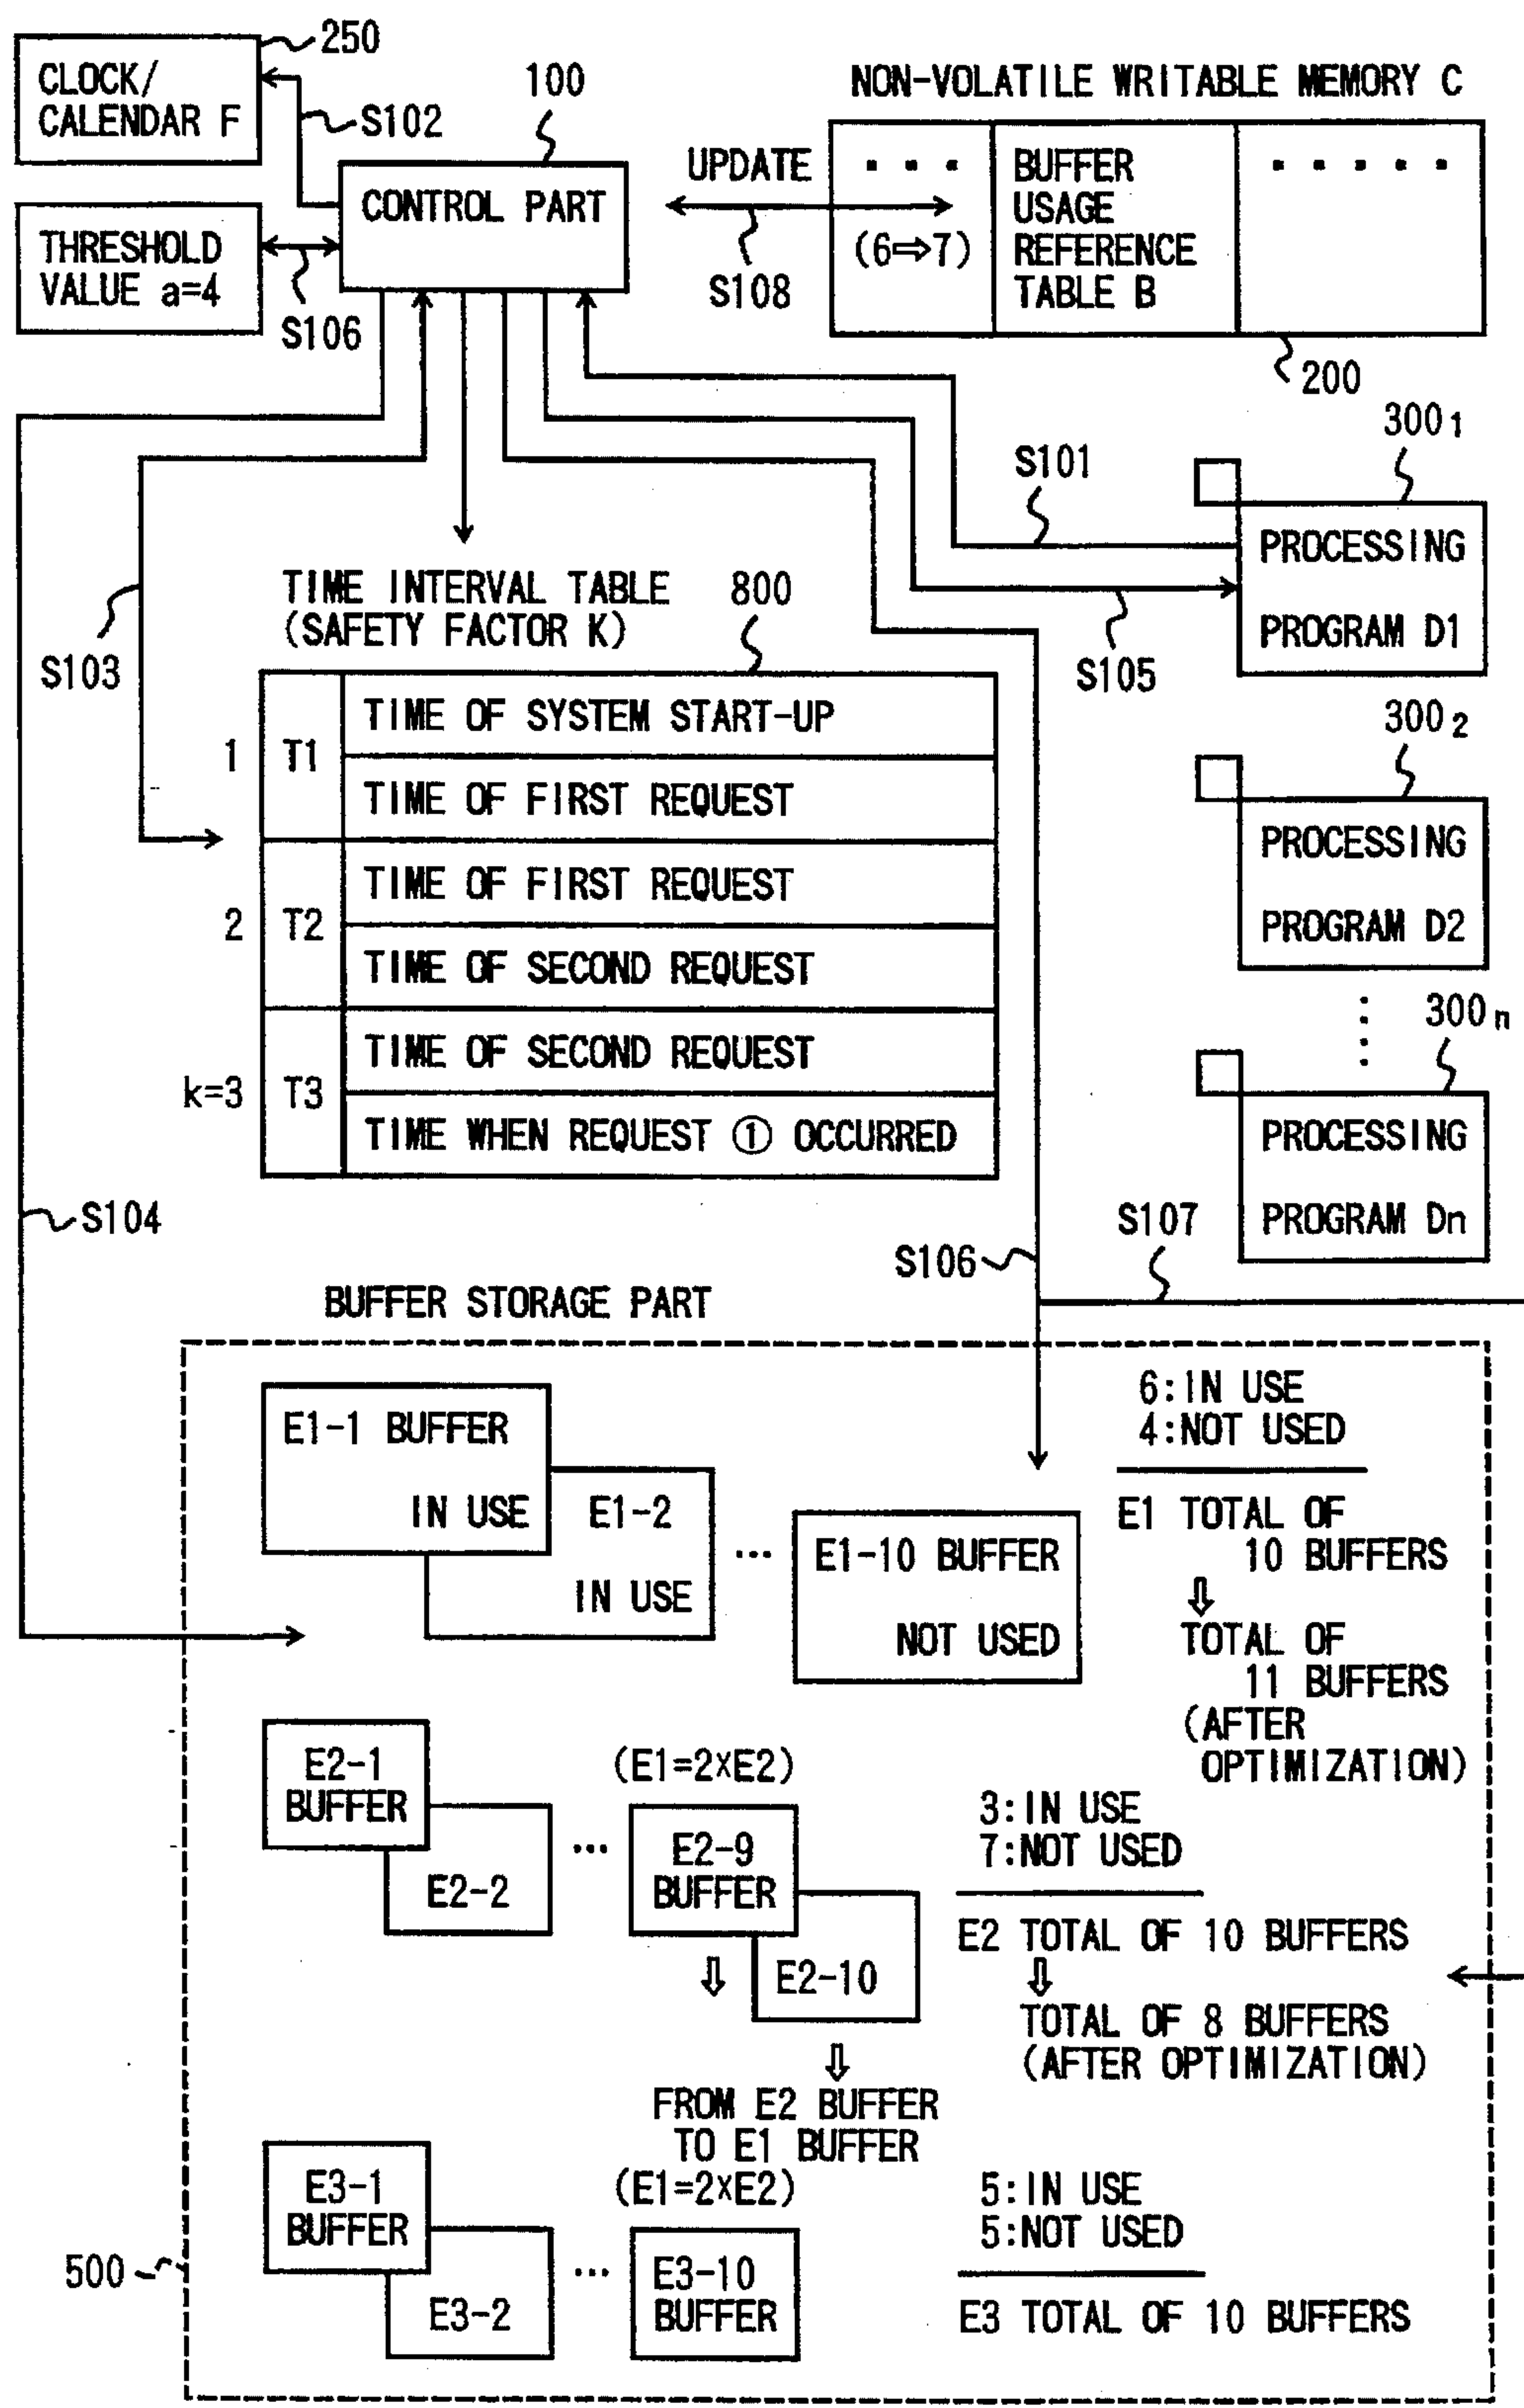 250
CLOCK/
CALENDAR F
S102
100
CONTROL PART
THRESHOLD
VALUE a=4
S106
NON-VOLATILE WRITABLE MEMORY C
UPDATE
S108
(6⇨7)
BUFFER
USAGE
REFERENCE
TABLE B
200
300₁
S101
PROCESSING
PROGRAM D1
S105
S103
TIME INTERVAL TABLE
(SAFETY FACTOR K)
800
1
T1
TIME OF SYSTEM START-UP
TIME OF FIRST REQUEST
2
T2
TIME OF FIRST REQUEST
TIME OF SECOND REQUEST
k=3
T3
TIME OF SECOND REQUEST
TIME WHEN REQUEST ① OCCURRED
300₂
PROCESSING
PROGRAM D2
300ₙ
PROCESSING
PROGRAM Dn
S104
S106
S107
BUFFER STORAGE PART
E1-1 BUFFER
IN USE
E1-2
IN USE
...
E1-10 BUFFER
NOT USED
6:IN USE
4:NOT USED
E1 TOTAL OF
10 BUFFERS
⇩
TOTAL OF
11 BUFFERS
(AFTER
OPTIMIZATION)
E2-1
BUFFER
E2-2
...
(E1=2×E2)
E2-9
BUFFER
E2-10
3:IN USE
7:NOT USED
E2 TOTAL OF 10 BUFFERS
⇩
TOTAL OF 8 BUFFERS
(AFTER OPTIMIZATION)
FROM E2 BUFFER
TO E1 BUFFER
(E1=2×E2)
E3-1
BUFFER
E3-2
...
E3-10
BUFFER
5:IN USE
5:NOT USED
E3 TOTAL OF 10 BUFFERS
500